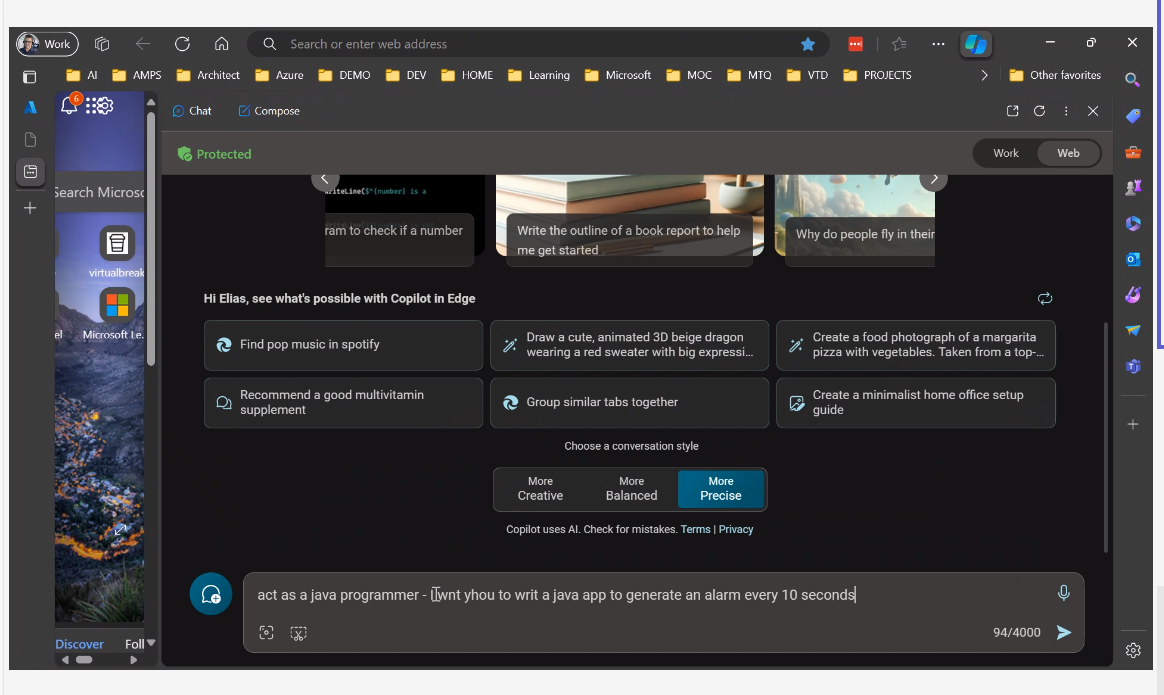 Work
Search or enter web address
AI AMPS Architect Azure DEMO DEV HOME Learning Microsoft MOC MTQ VTD PROJECTS Other favorites
6
Chat Compose
Protected
Work Web
Search Microso
riteLine($"{number} is a
ram to check if a number
Write the outline of a book report to help
me get started
Why do people fly in their
virtualbreak
el Microsoft Le...
Hi Elias, see what's possible with Copilot in Edge
Find pop music in spotify
Draw a cute, animated 3D beige dragon
wearing a red sweater with big expressi...
Create a food photograph of a margarita
pizza with vegetables. Taken from a top-...
Recommend a good multivitamin
supplement
Group similar tabs together
Create a minimalist home office setup
guide
Choose a conversation style
More
Creative
More
Balanced
More
Precise
Copilot uses AI. Check for mistakes. Terms | Privacy
act as a java programmer - I wnt yhou to writ a java app to generate an alarm every 10 seconds
94/4000
Discover Foll